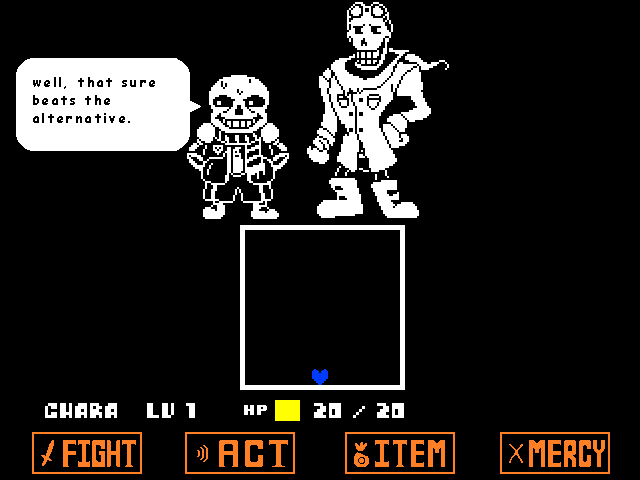 well, that sure
beats the
alternative.
CHARA LV 1 HP 20 / 20
FIGHT ACT ITEM MERCY